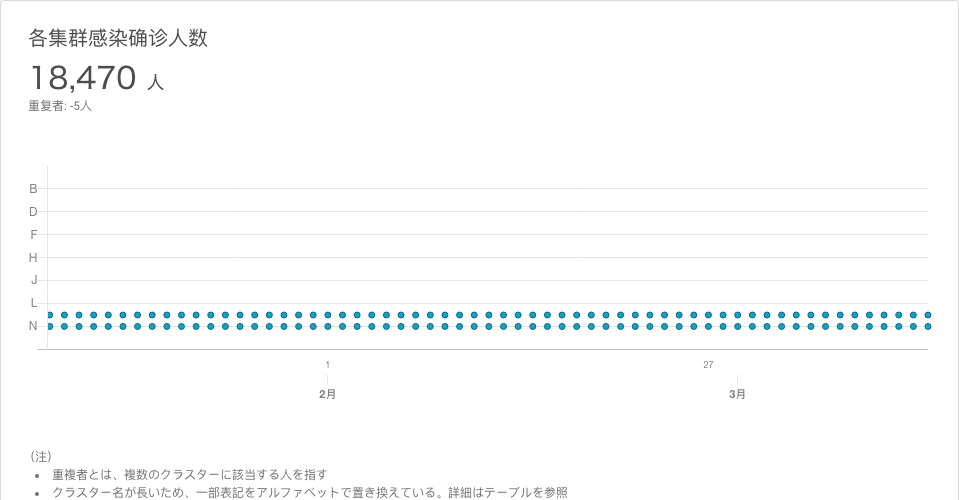 各集群感染确诊人数
18,470 人
重复者: -5人
B
D
F
H
J
L
N
1 27
2月 3月
（注）
• 重複者とは、複数のクラスターに該当する人を指す
• クラスター名が長いため、一部表記をアルファベットで置き換えている。詳細はテーブルを参照